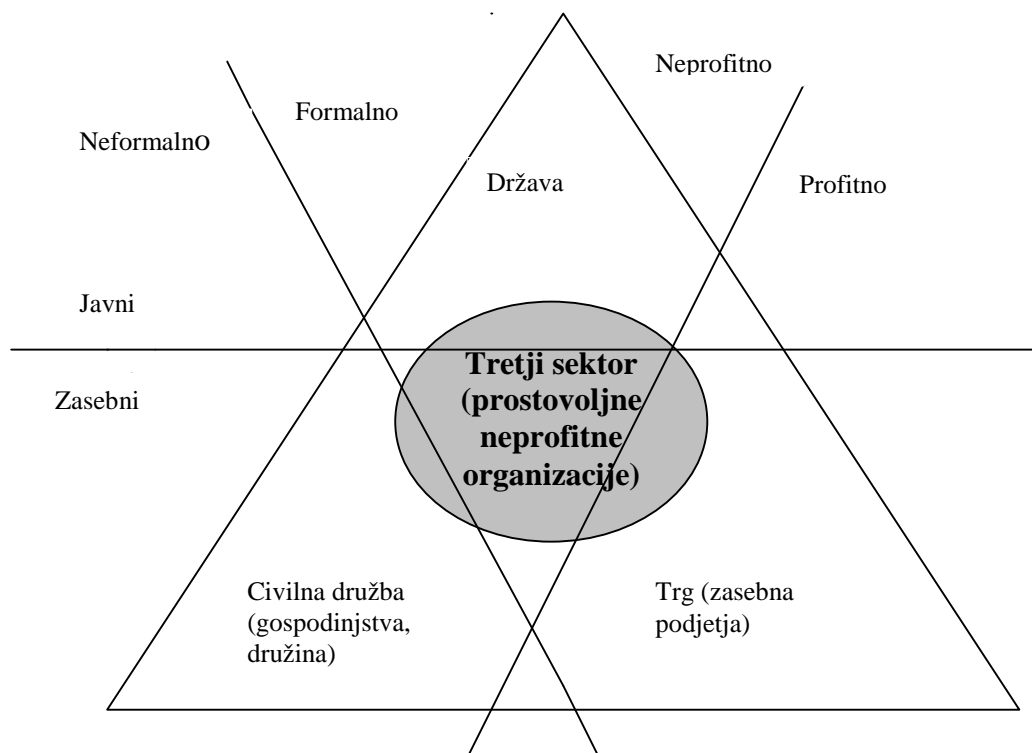 Neprofitno
Formalno
Neformalno
Država
Profitno
Javni
Zasebni
Tretji sektor
(prostovoljne
neprofitne
organizacije)
Civilna družba
(gospodinjstva,
družina)
Trg (zasebna
podjetja)